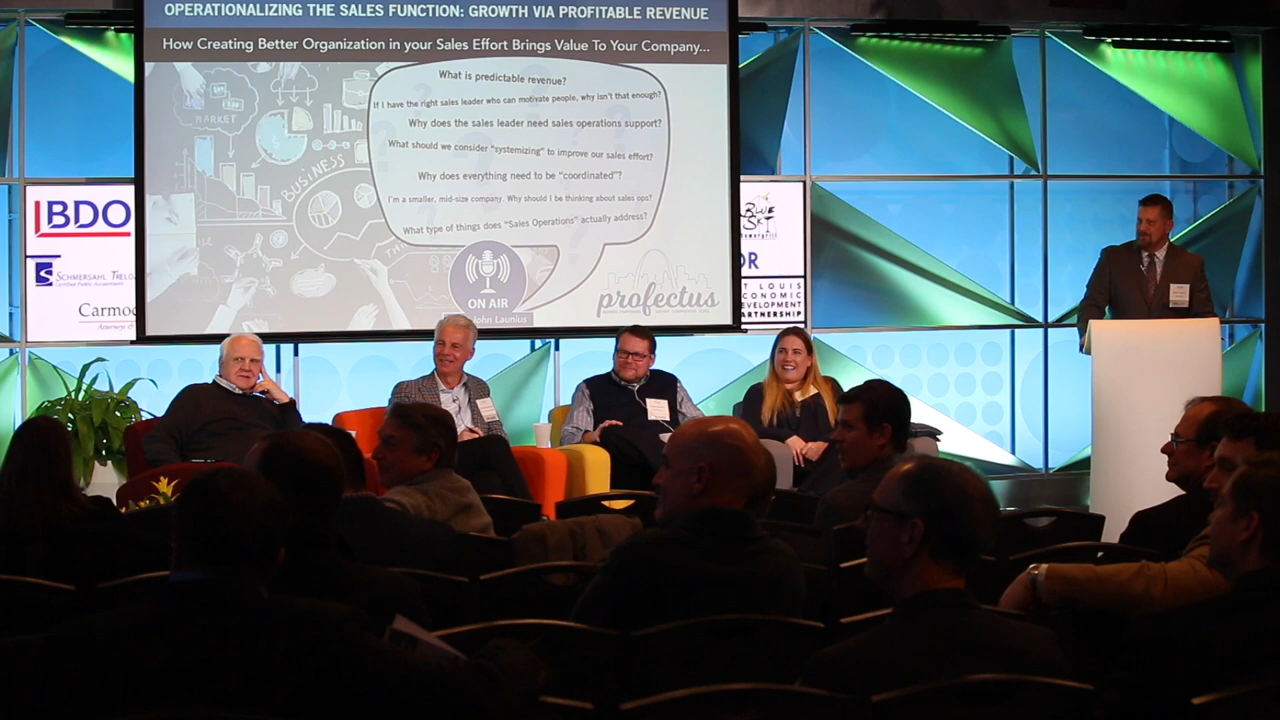 OPERATIONALIZING THE SALES FUNCTION: GROWTH VIA PROFITABLE REVENUE
How Creating Better Organization in your Sales Effort Brings Value To Your Company...
What is predictable revenue?
If I have the right sales leader who can motivate people, why isn't that enough?
Why does the sales leader need sales operations support?
What should we consider "systemizing" to improve our sales effort?
Why does everything need to be "coordinated"?
I'm a smaller, mid-size company. Why should I be thinking about sales ops?
What type of things does "Sales Operations" actually address?
MARKET
BUSINESS
ON AIR
John Launius
profectus
BDO
SCHMERSAHL TRELO
Certified Public Accountants
Carmod
Attorneys &
BLUE
SKY
towergrill
OR
ST LOUIS
ECONOMIC
DEVELOPMENT
PARTNERSHIP